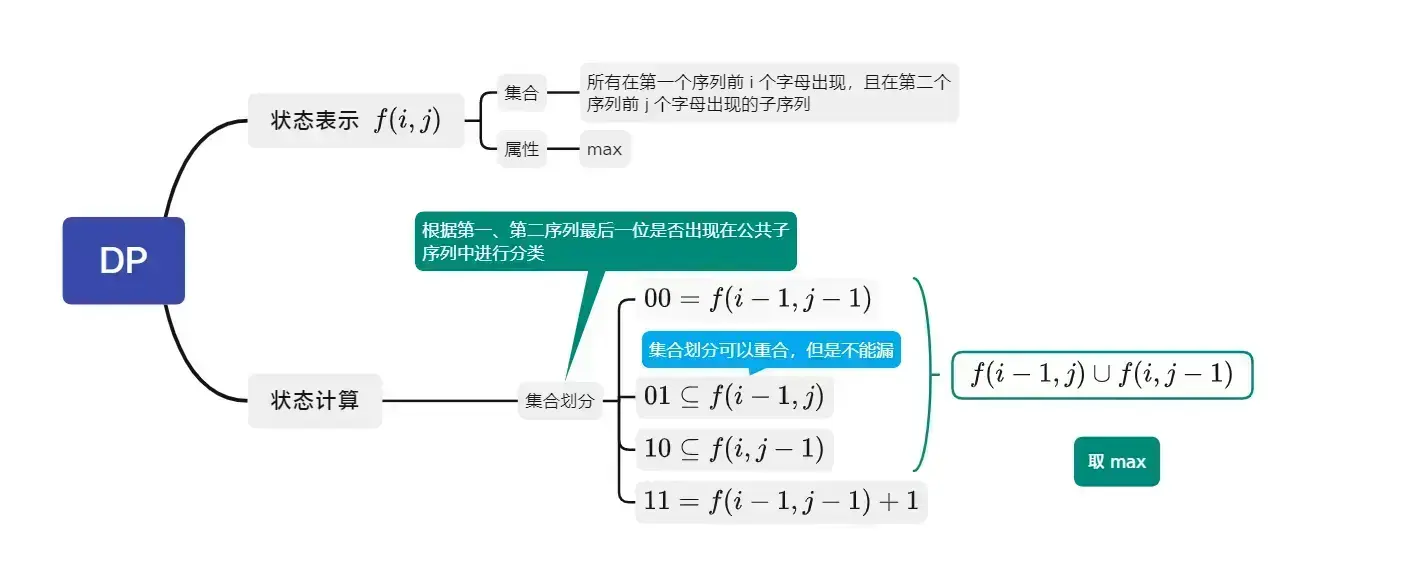 DP
状态表示 f(i, j)
集合
所有在第一个序列前 i 个字母出现，且在第二个
序列前 j 个字母出现的子序列
属性
max
状态计算
集合划分
根据第一、第二序列最后一位是否出现在公共子
序列中进行分类
00 = f(i − 1, j − 1)
集合划分可以重合，但是不能漏
01 ⊆ f(i − 1, j)
10 ⊆ f(i, j − 1)
11 = f(i − 1, j − 1) + 1
f(i − 1, j) ∪ f(i, j − 1)
取 max